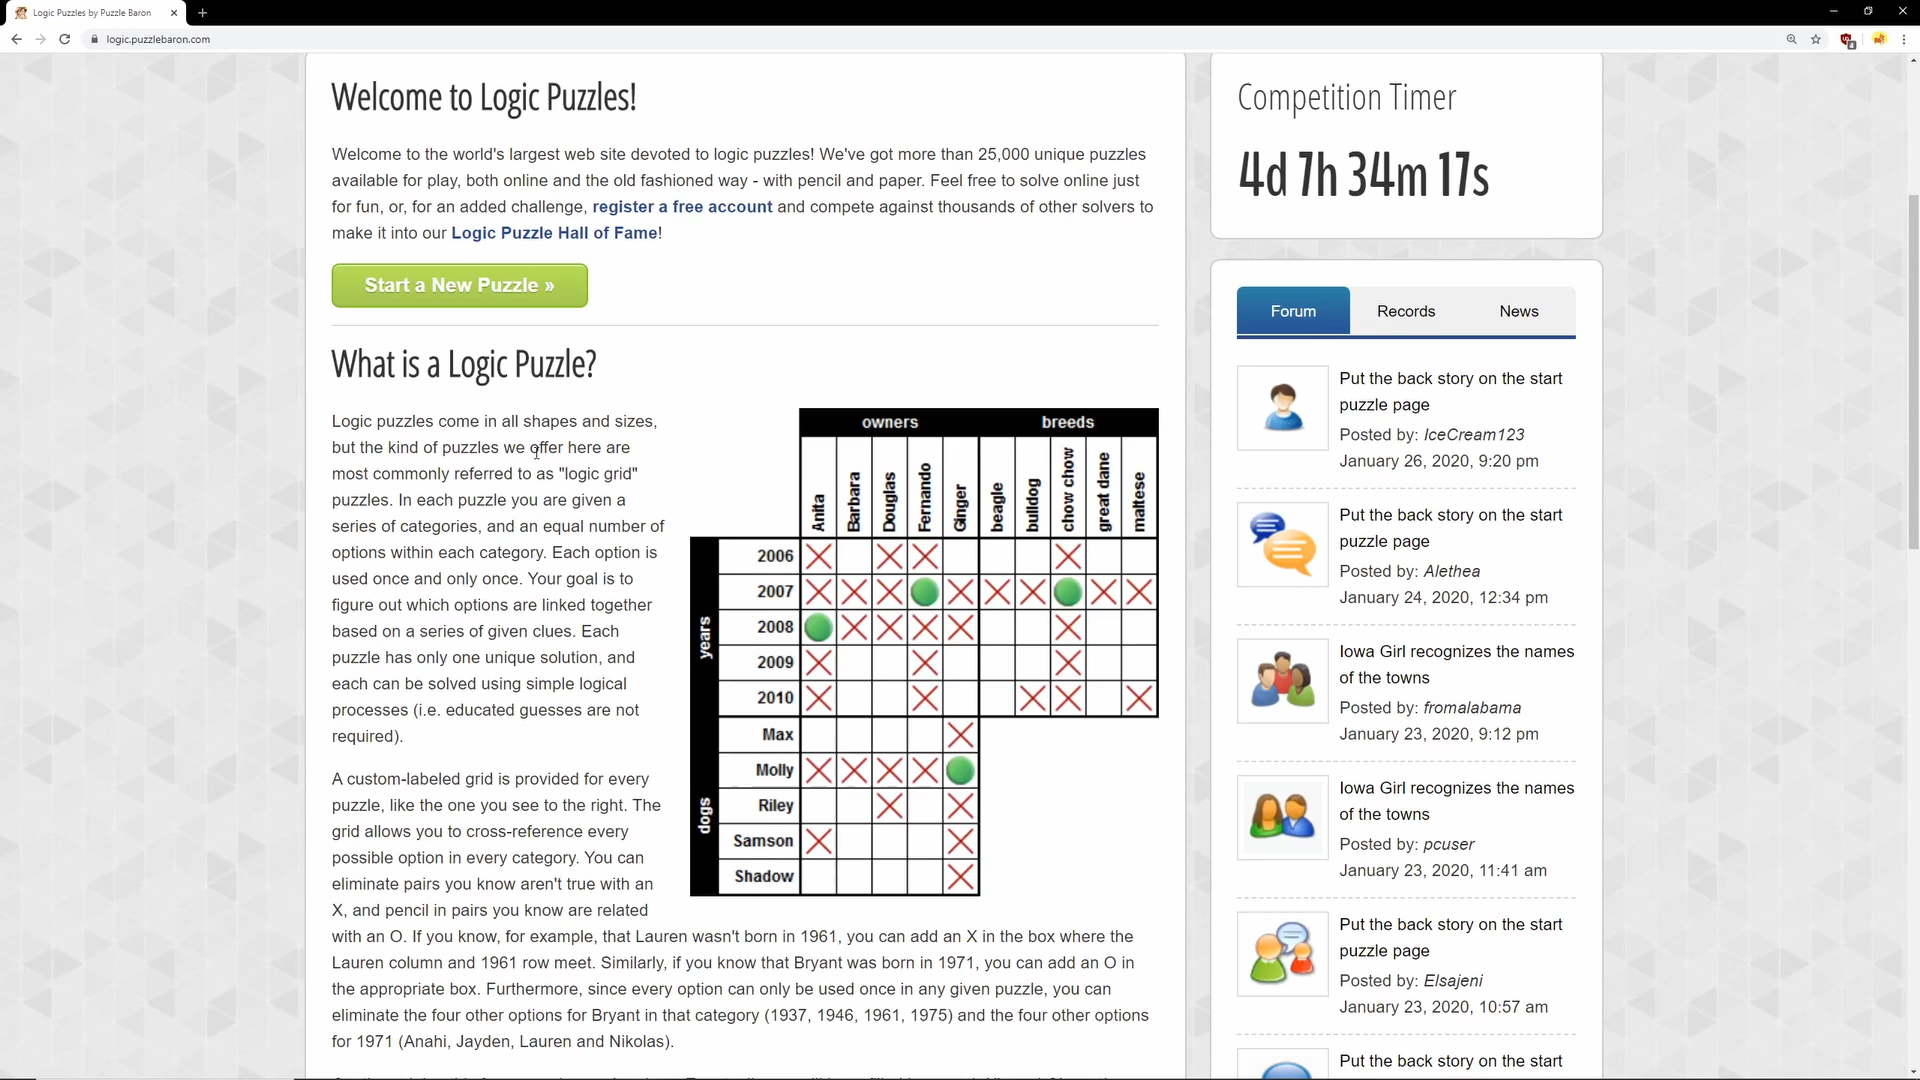 Logic Puzzles by Puzzle Baron
logic.puzzlebaron.com
Welcome to Logic Puzzles!
Welcome to the world's largest web site devoted to logic puzzles! We've got more than 25,000 unique puzzles
available for play, both online and the old fashioned way - with pencil and paper. Feel free to solve online just
for fun, or, for an added challenge, register a free account and compete against thousands of other solvers to
make it into our Logic Puzzle Hall of Fame!
Start a New Puzzle »
What is a Logic Puzzle?
Logic puzzles come in all shapes and sizes,
but the kind of puzzles we offer here are
most commonly referred to as "logic grid"
puzzles. In each puzzle you are given a
series of categories, and an equal number of
options within each category. Each option is
used once and only once. Your goal is to
figure out which options are linked together
based on a series of given clues. Each
puzzle has only one unique solution, and
each can be solved using simple logical
processes (i.e. educated guesses are not
required).
A custom-labeled grid is provided for every
puzzle, like the one you see to the right. The
grid allows you to cross-reference every
possible option in every category. You can
eliminate pairs you know aren't true with an
X, and pencil in pairs you know are related
with an O. If you know, for example, that Lauren wasn't born in 1961, you can add an X in the box where the
Lauren column and 1961 row meet. Similarly, if you know that Bryant was born in 1971, you can add an O in
the appropriate box. Furthermore, since every option can only be used once in any given puzzle, you can
eliminate the four other options for Bryant in that category (1937, 1946, 1961, 1975) and the four other options
for 1971 (Anahi, Jayden, Lauren and Nikolas).
owners breeds
Anita
Barbara
Douglas
Fernando
Ginger
beagle
bulldog
chow chow
great dane
maltese
years
2006
2007
2008
2009
2010
dogs
Max
Molly
Riley
Samson
Shadow
Competition Timer
4d 7h 34m 17s
Forum Records News
Put the back story on the start
puzzle page
Posted by: IceCream123
January 26, 2020, 9:20 pm
Put the back story on the start
puzzle page
Posted by: Alethea
January 24, 2020, 12:34 pm
Iowa Girl recognizes the names
of the towns
Posted by: fromalabama
January 23, 2020, 9:12 pm
Iowa Girl recognizes the names
of the towns
Posted by: pcuser
January 23, 2020, 11:41 am
Put the back story on the start
puzzle page
Posted by: Elsajeni
January 23, 2020, 10:57 am
Put the back story on the start